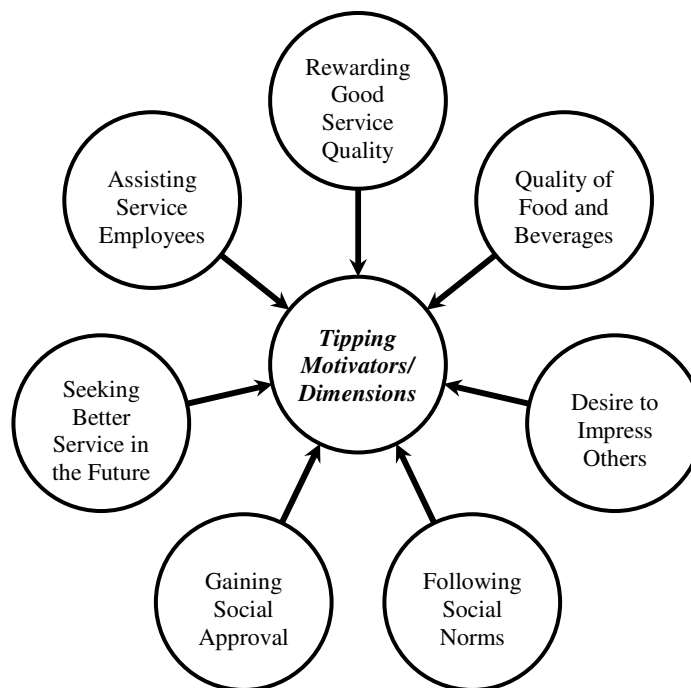 Rewarding
Good
Service
Quality
Quality of
Food and
Beverages
Desire to
Impress
Others
Following
Social
Norms
Gaining
Social
Approval
Seeking
Better
Service in
the Future
Assisting
Service
Employees
Tipping
Motivators/
Dimensions